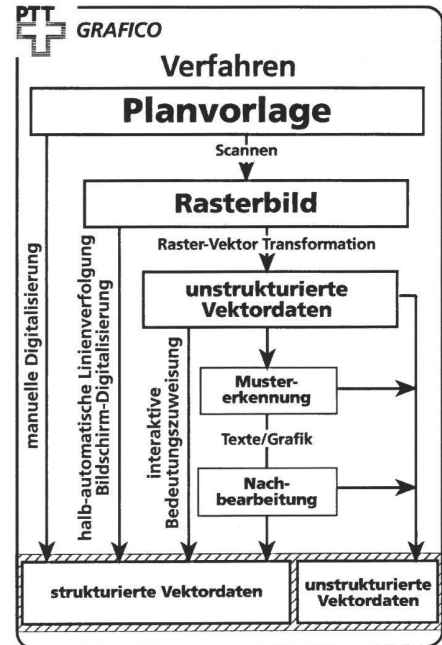 PTT
GRAFICO
Verfahren
Planvorlage
Scannen
Rasterbild
Raster-Vektor Transformation
unstrukturierte
Vektordaten
manuelle Digitalisierung
halb-automatische Linienverfolgung
Bildschirm-Digitalisierung
interaktive
Bedeutungszuweisung
Muster-
erkennung
Texte/Grafik
Nach-
bearbeitung
strukturierte Vektordaten
unstrukturierte
Vektordaten